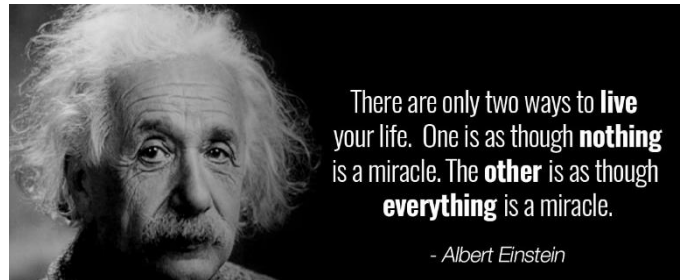 There are only two ways to live
your life. One is as though nothing
is a miracle. The other is as though
everything is a miracle.
- Albert Einstein